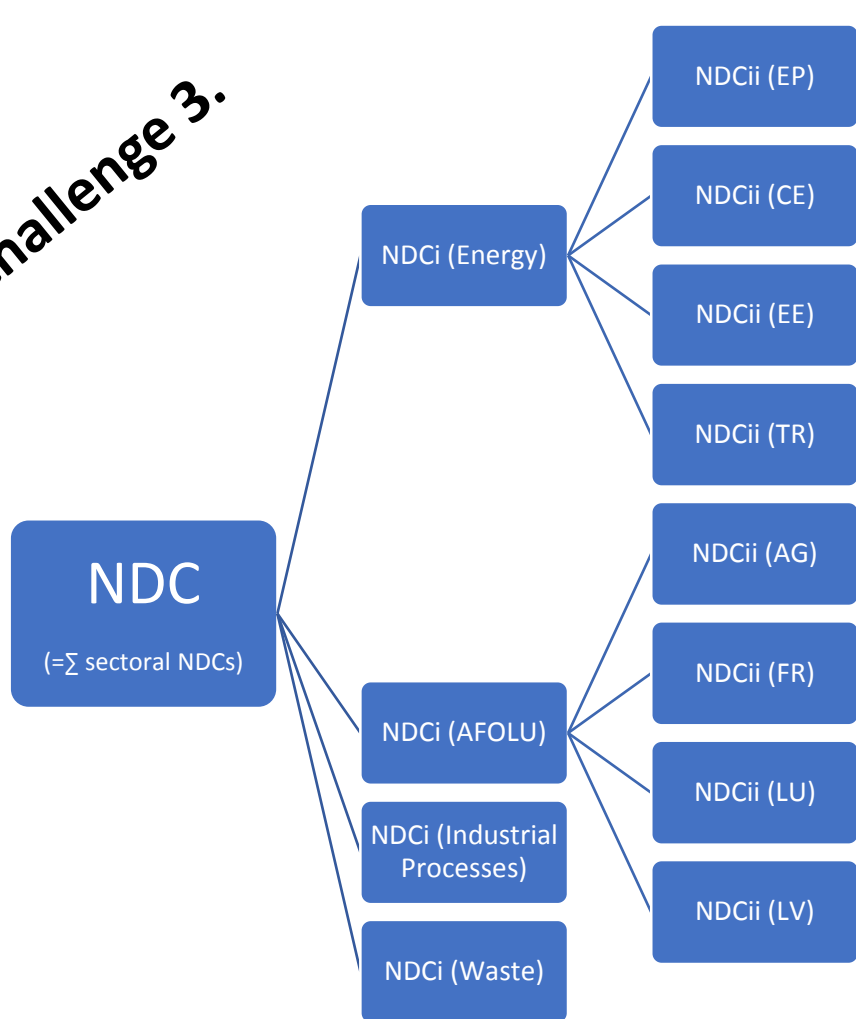 hallenge 3.
NDC
(=∑ sectoral NDCs)
NDCi (Energy)
NDCii (EP)
NDCii (CE)
NDCii (EE)
NDCii (TR)
NDCi (AFOLU)
NDCii (AG)
NDCii (FR)
NDCii (LU)
NDCii (LV)
NDCi (Industrial
Processes)
NDCi (Waste)